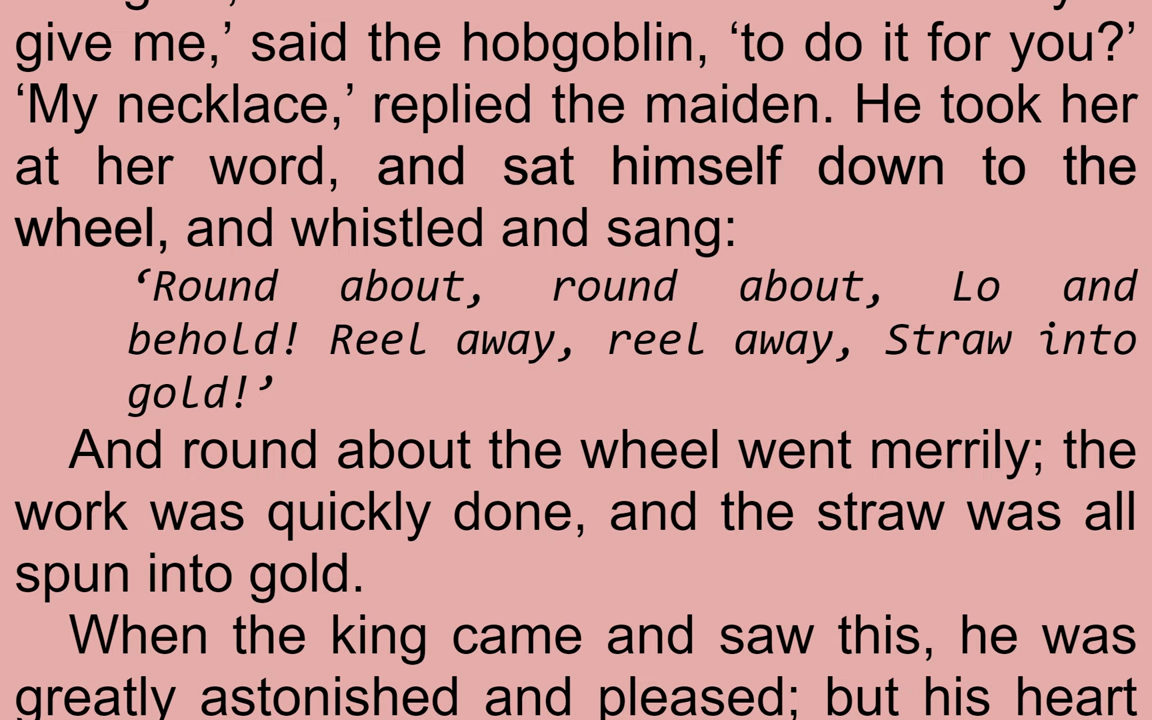 give me,’ said the hobgoblin, ‘to do it for you?’
‘My necklace,’ replied the maiden. He took her
at her word, and sat himself down to the
wheel, and whistled and sang:
‘Round about, round about, Lo and
behold! Reel away, reel away, Straw into
gold!’
And round about the wheel went merrily; the
work was quickly done, and the straw was all
spun into gold.
When the king came and saw this, he was
greatly astonished and pleased; but his heart